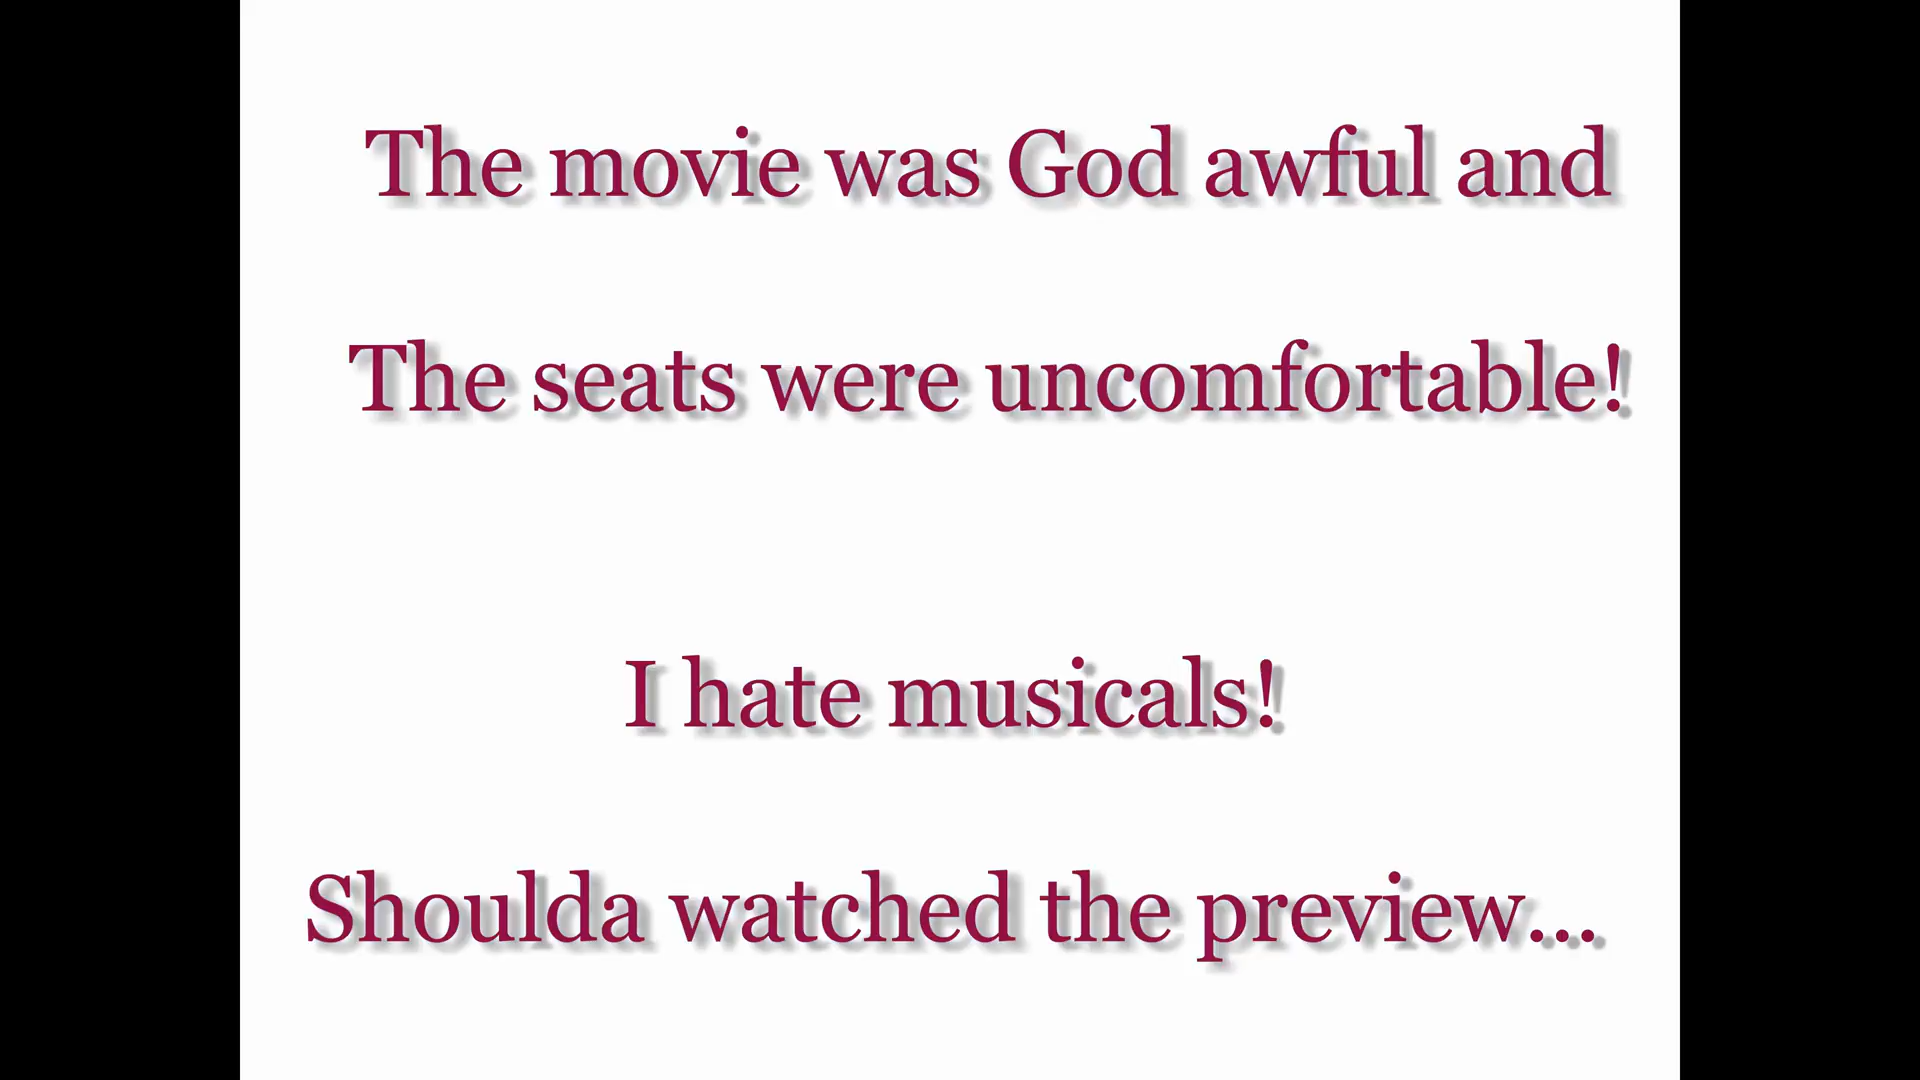 The movie was God awful and
The seats were uncomfortable!
I hate musicals!
Shoulda watched the preview...